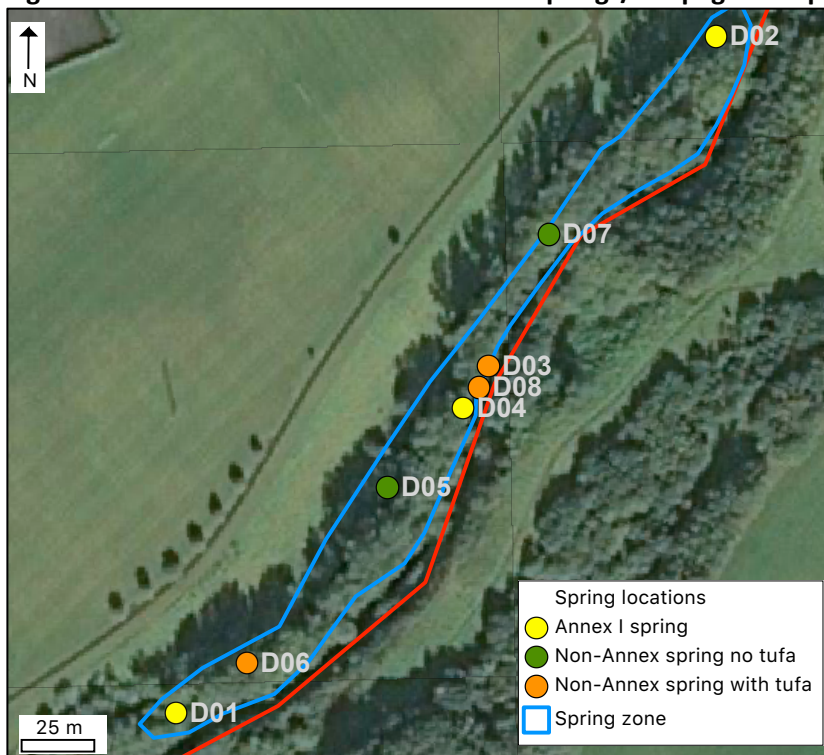 N
D02
D07
D03
D08
D04
D05
D06
D01
25 m
Spring locations
Annex I spring
Non-Annex spring no tufa
Non-Annex spring with tufa
Spring zone